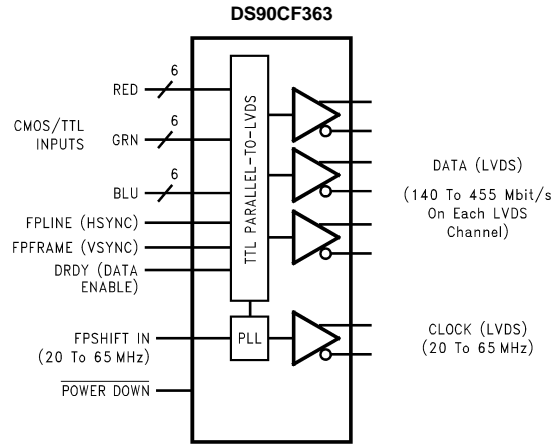 DS90CF363
6
RED
CMOS/TTL
INPUTS
6
GRN
6
BLU
FPLINE (HSYNC)
FPFRAME (VSYNC)
DRDY (DATA
ENABLE)
FPSHIFT IN
(20 To 65 MHz)
POWER DOWN
TTL PARALLEL-TO-LVDS
PLL
DATA (LVDS)
(140 To 455 Mbit/s
On Each LVDS
Channel)
CLOCK (LVDS)
(20 To 65 MHz)